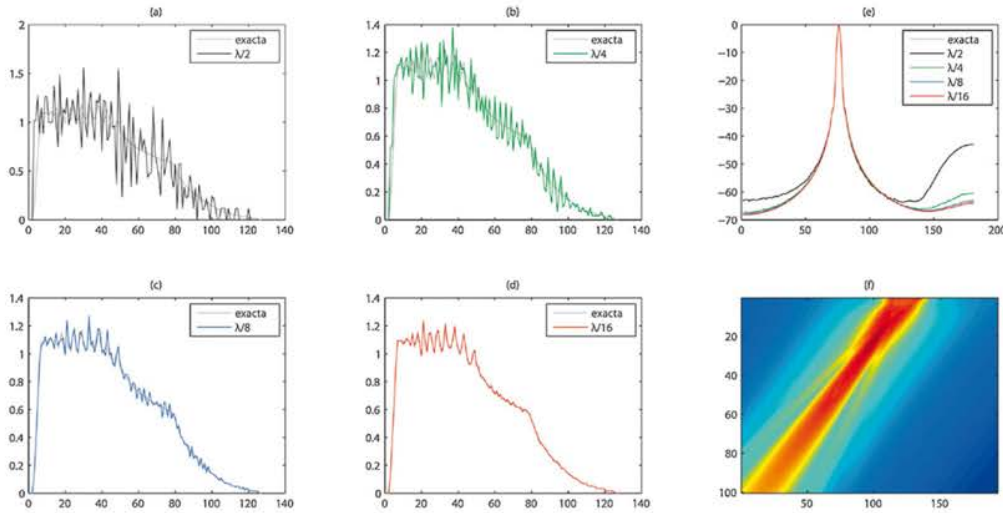 (a)
2
1.5
1
0.5
0
0 20 40 60 80 100 120 140
exacta
λ/2
(b)
1.4
1.2
1
0.8
0.6
0.4
0.2
0
0 20 40 60 80 100 120 140
exacta
λ/4
(e)
0
−10
−20
−30
−40
−50
−60
−70
0 50 100 150 200
exacta
λ/2
λ/4
λ/8
λ/16
(c)
1.4
1.2
1
0.8
0.6
0.4
0.2
0
0 20 40 60 80 100 120 140
exacta
λ/8
(d)
1.4
1.2
1
0.8
0.6
0.4
0.2
0
0 20 40 60 80 100 120 140
exacta
λ/16
(f)
20
40
60
80
100
50 100 150